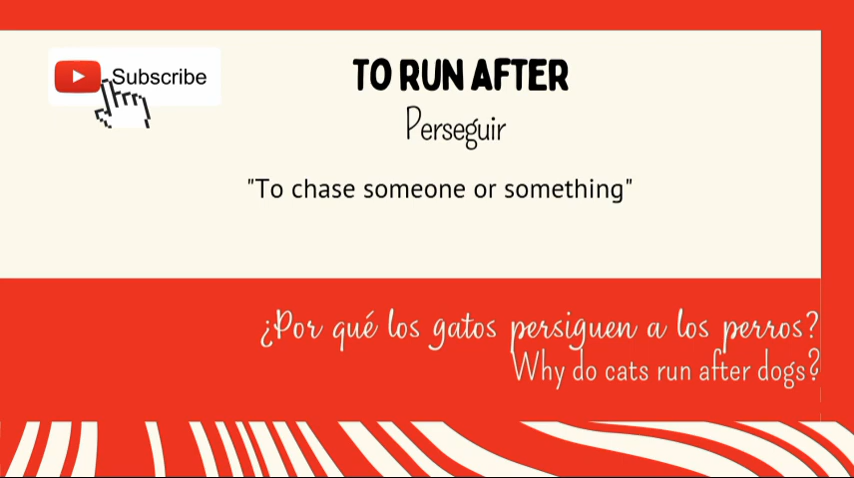 Subscribe
TO RUN AFTER
Perseguir
"To chase someone or something"
¿Por qué los gatos persiguen a los perros?
Why do cats run after dogs?